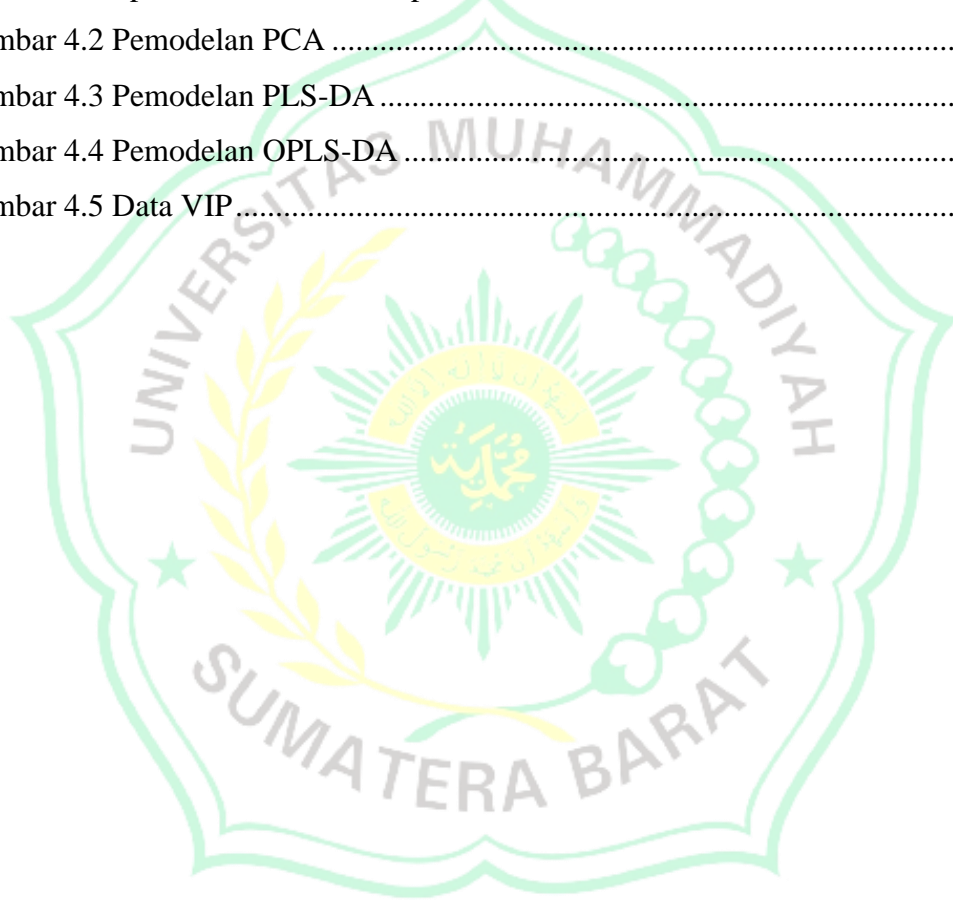 mbar 4.2 Pemodelan PCA ....................................................................................
mbar 4.3 Pemodelan PLS-DA ..............................................................................
mbar 4.4 Pemodelan OPLS-DA ...........................................................................
mbar 4.5 Data VIP................................................................................................
UNIVERSITAS MUHAMMADIYAH
SUMATERA BARAT